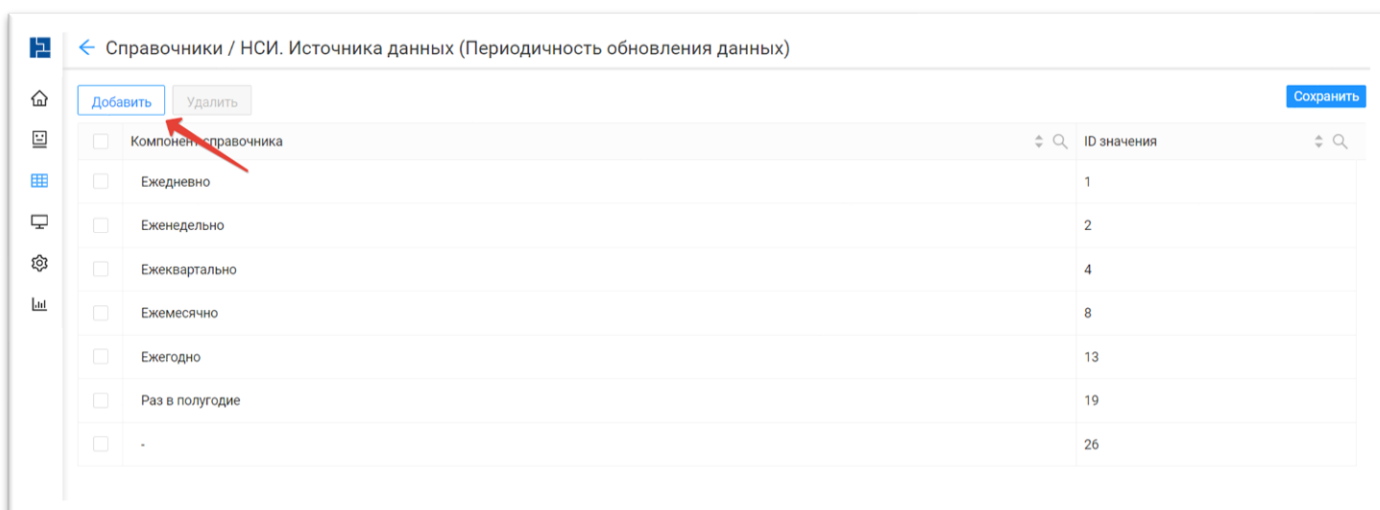 Справочники / НСИ. Источника данных (Периодичность обновления данных)
Добавить Удалить Сохранить
Компонент справочника ID значения
Ежедневно 1
Еженедельно 2
Ежеквартально 4
Ежемесячно 8
Ежегодно 13
Раз в полугодие 19
- 26